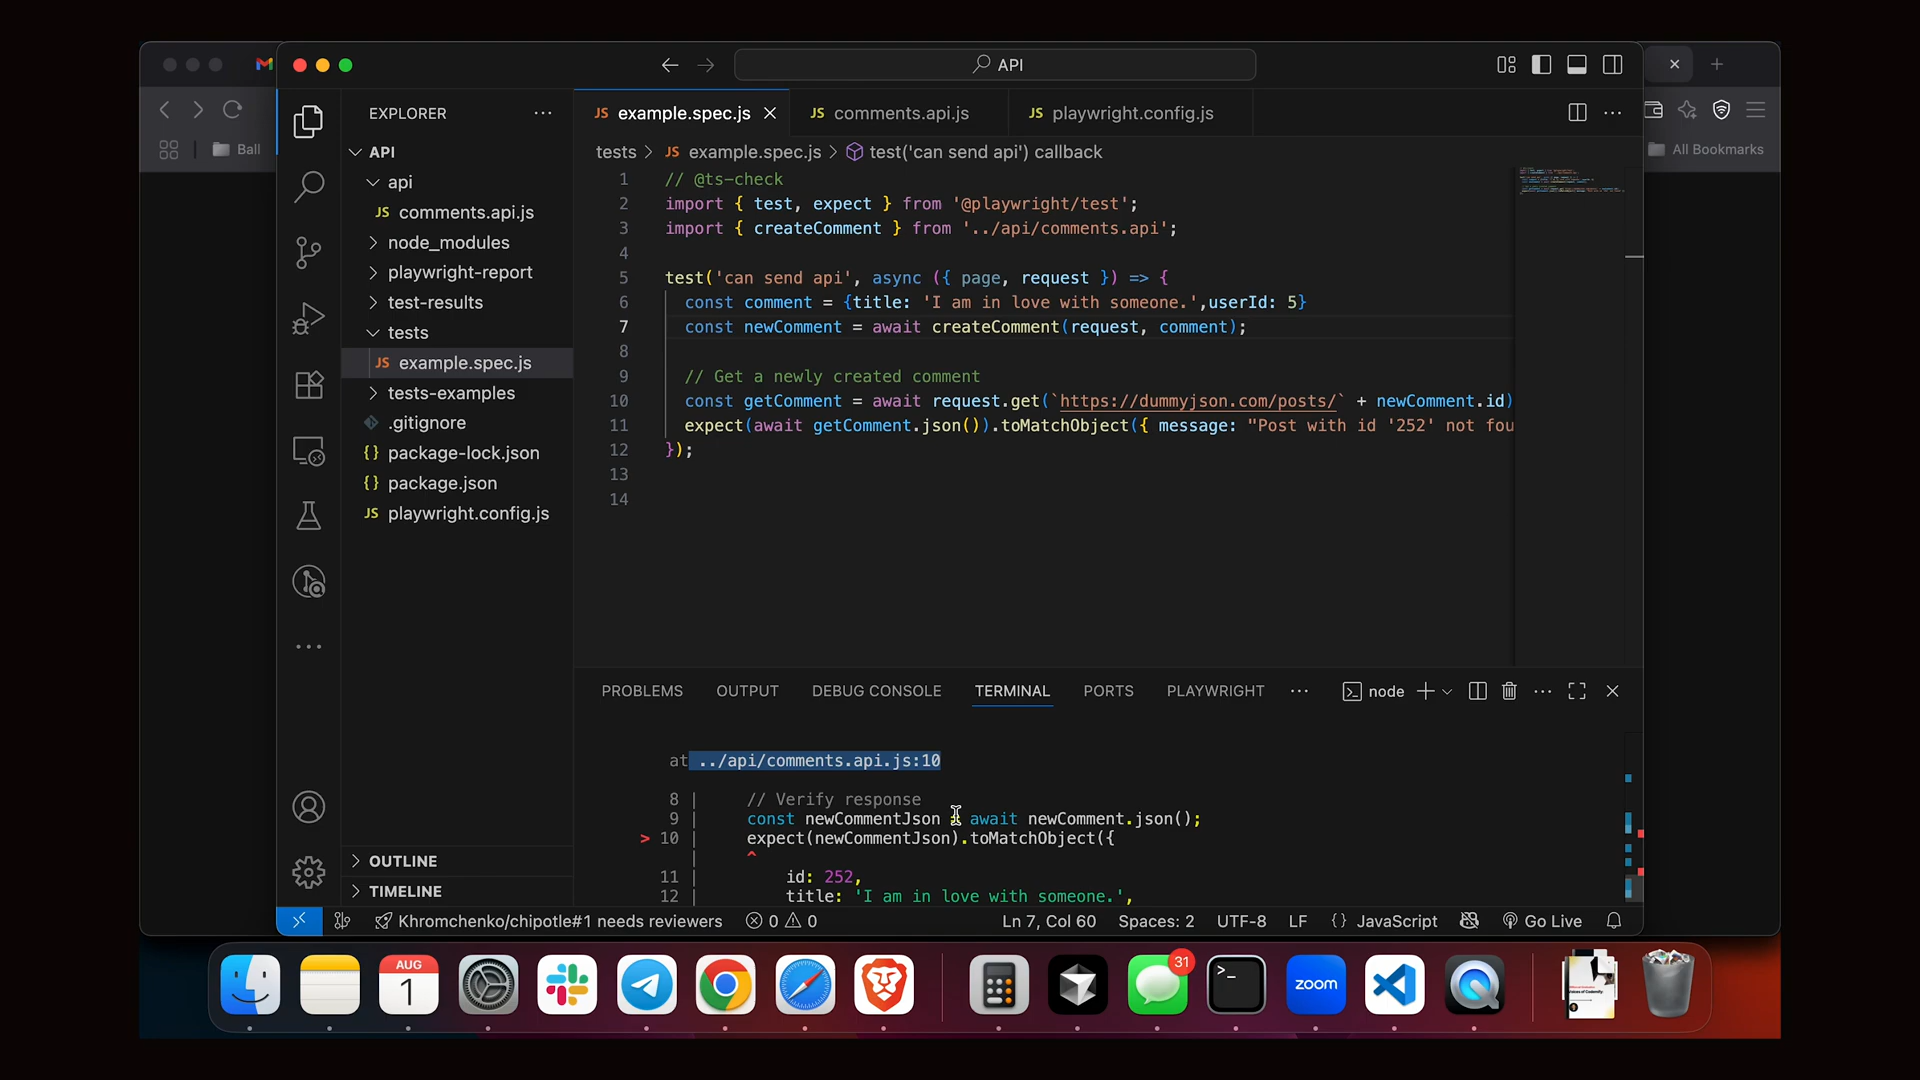 API
EXPLORER
example.spec.js
comments.api.js
playwright.config.js
Ball
All Bookmarks
API
tests > JS example.spec.js > test('can send api') callback
api
JS comments.api.js
node_modules
playwright-report
test-results
tests
JS example.spec.js
tests-examples
.gitignore
{} package-lock.json
{} package.json
JS playwright.config.js
OUTLINE
TIMELINE
1 // @ts-check
2 import { test, expect } from '@playwright/test';
3 import { createComment } from '../api/comments.api';
4
5 test('can send api', async ({ page, request }) => {
6 const comment = {title: 'I am in love with someone.',userId: 5}
7 const newComment = await createComment(request, comment);
8
9 // Get a newly created comment
10 const getComment = await request.get(`https://dummyjson.com/posts/` + newComment.id)
11 expect(await getComment.json()).toMatchObject({ message: "Post with id '252' not fou
12 });
13
14
PROBLEMS OUTPUT DEBUG CONSOLE TERMINAL PORTS PLAYWRIGHT node
at ../api/comments.api.js:10
8 | // Verify response
9 | const newCommentJson = await newComment.json();
> 10 | expect(newCommentJson).toMatchObject({
| ^
11 | id: 252,
12 | title: 'I am in love with someone.',
Khromchenko/chipotle#1 needs reviewers 0 0 Ln 7, Col 60 Spaces: 2 UTF-8 LF {} JavaScript Go Live
AUG
1
31
zoom